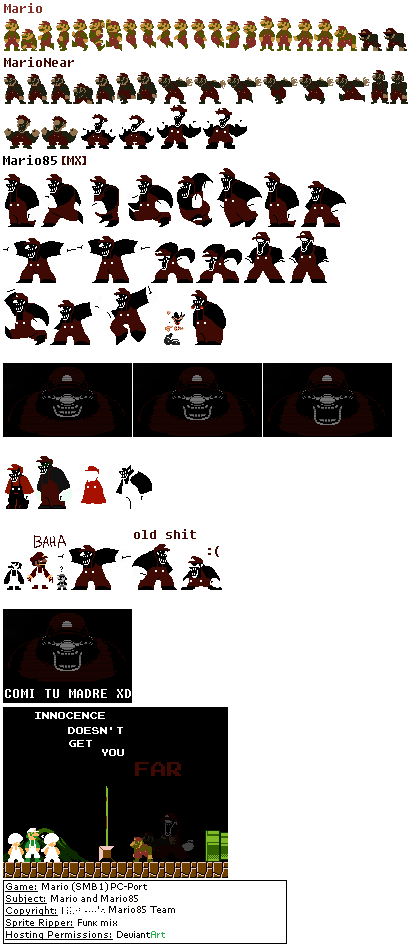 Mario
MarioNear
Mario85 [MX]
old shit
BAHA
:(
?
COMI TU MADRE XD
INNOCENCE
DOESN'T
GET
YOU
FAR
Game: Mario (SMB1) PC-Port
Subject: Mario and Mario85
Copyright: Mario85 Team
Sprite Ripper: Funk mix
Hosting Permissions: DeviantArt